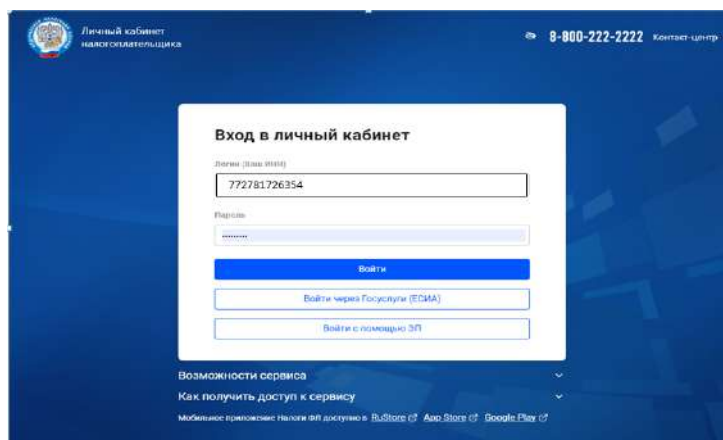 Личный кабинет
налогоплательщика
8-800-222-2222 Контакт-центр
Вход в личный кабинет
Логин (Ваш ИНН)
772781726354
Пароль
Войти
Войти через Госуслуги (ЕСИА)
Войти с помощью ЭП
Возможности сервиса
Как получить доступ к сервису
Мобильное приложение Налоги ФЛ доступно в RuStore App Store Google Play